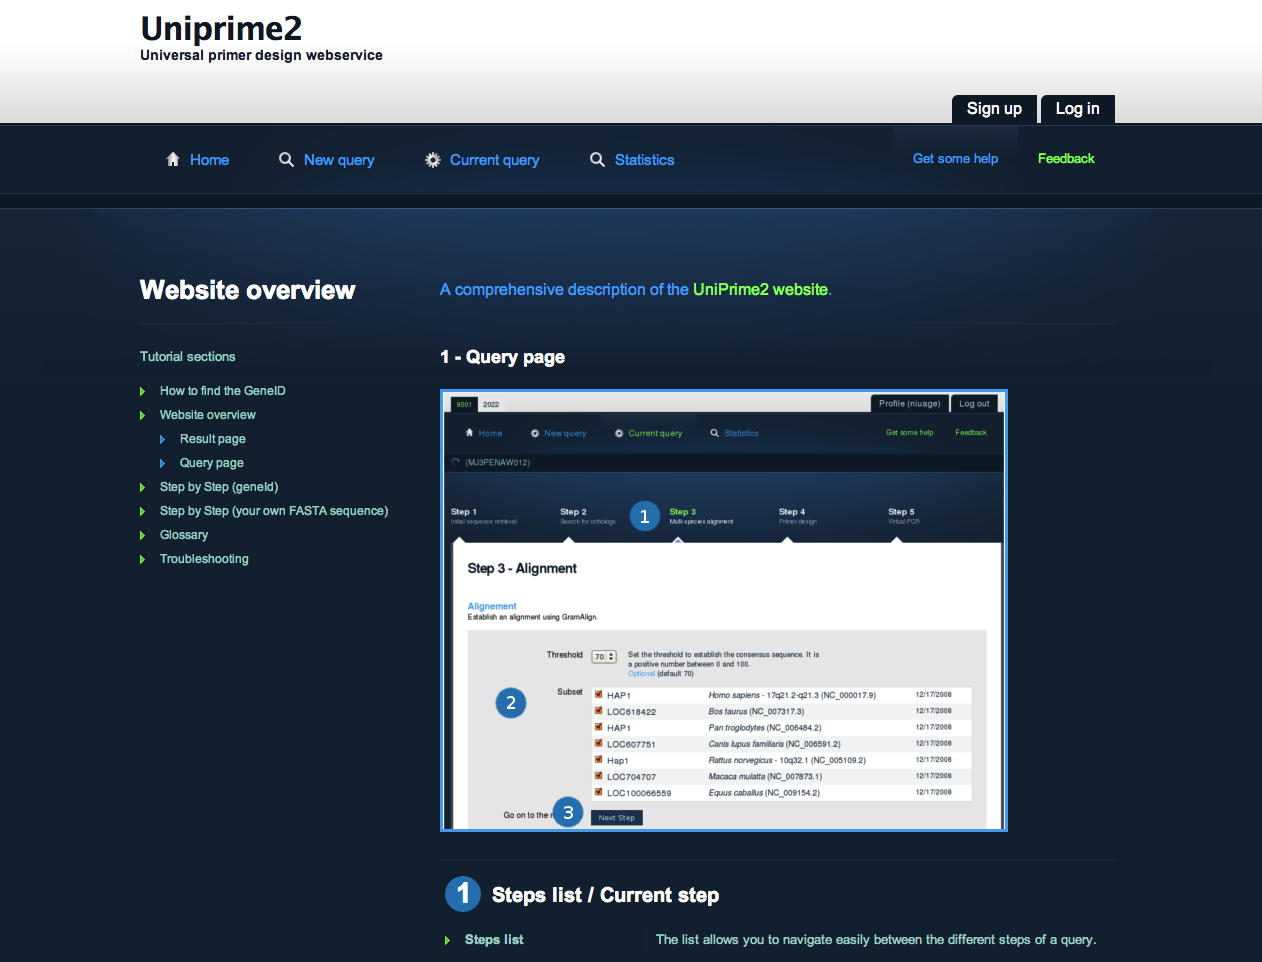 Uniprime2
Universal primer design webservice
Sign up
Log in
Home
New query
Current query
Statistics
Get some help
Feedback
Website overview
A comprehensive description of the UniPrime2 website.
Tutorial sections
How to find the GeneID
Website overview
Result page
Query page
Step by Step (geneId)
Step by Step (your own FASTA sequence)
Glossary
Troubleshooting
1 - Query page
9001 2022
Profile (niuage)
Log out
Home
New query
Current query
Statistics
Get some help
Feedback
(MJ3PENAW012)
Step 1
Initial sequence retrieval
Step 2
Search for orthologs
1
Step 3
Multi-species alignment
Step 4
Primer design
Step 5
Virtual PCR
Step 3 - Alignment
Alignement
Establish an alignment using GramAlign.
Threshold
70
Set the threshold to establish the consensus sequence. It is
a positive number between 0 and 100.
Optional (default 70)
2
Subset
HAP1 Homo sapiens - 17q21.2-q21.3 (NC_000017.9) 12/17/2008
LOC618422 Bos taurus (NC_007317.3) 12/17/2008
HAP1 Pan troglodytes (NC_006484.2) 12/17/2008
LOC607751 Canis lupus familiaris (NC_006591.2) 12/17/2008
Hap1 Rattus norvegicus - 10q32.1 (NC_005109.2) 12/17/2008
LOC704707 Macaca mulatta (NC_007873.1) 12/17/2008
LOC100066559 Equus caballus (NC_009154.2) 12/17/2008
Go on to the
3
Next Step
1 Steps list / Current step
Steps list
The list allows you to navigate easily between the different steps of a query.